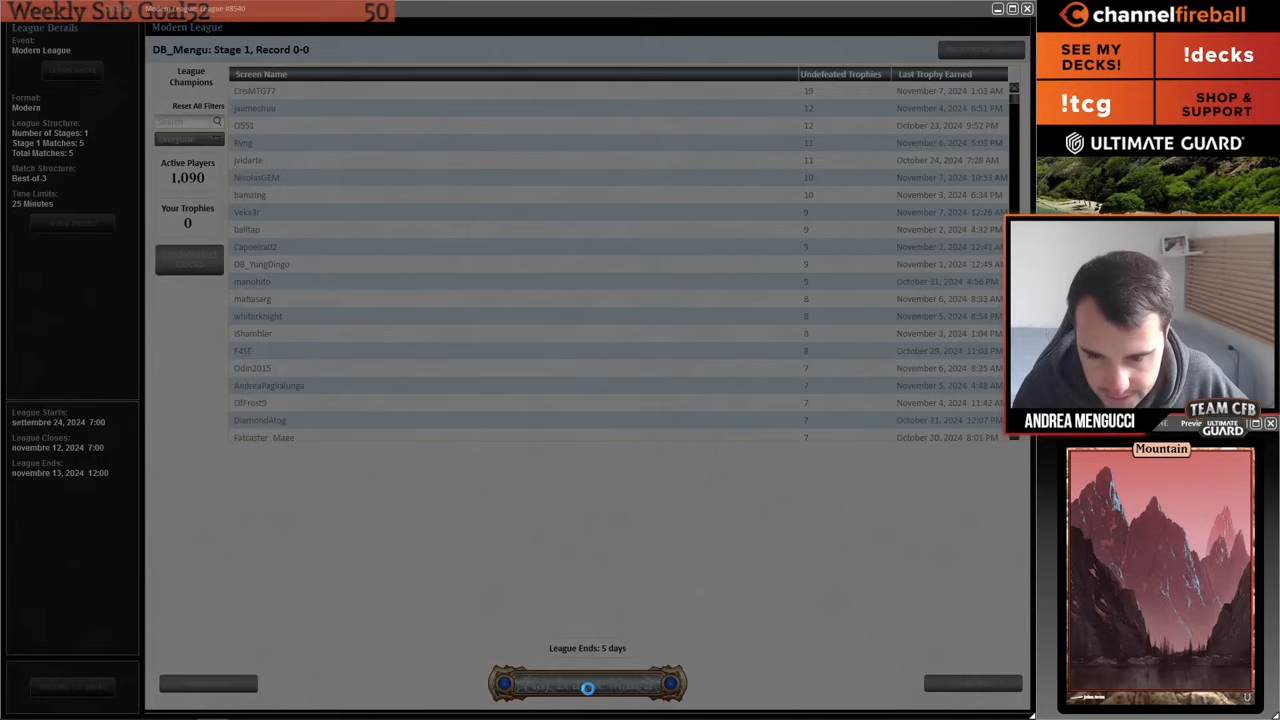 Weekly Sub Goal52 50
Modern League: League #8540
League Details
Event:
Modern League
Format:
Modern
League Structure:
Number of Stages: 1
Stage 1 Matches: 5
Total Matches: 5
Match Structure:
Best-of-3
Time Limits:
25 Minutes
League Starts:
settembre 24, 2024 7:00
League Closes:
novembre 12, 2024 7:00
League Ends:
novembre 13, 2024 12:00
Modern League
DB_Mengu: Stage 1, Record 0-0
League
Champions
Reset All Filters
Search
Everyone
Active Players
1,090
Your Trophies
0
Undefeated
Decks
Screen Name Undefeated Trophies Last Trophy Earned
CrisMTG77 19 November 7, 2024 1:03 AM
jaimechuu 12 November 4, 2024 6:51 PM
OSS1 12 October 23, 2024 9:52 PM
11 November 6, 2024 5:03 PM
jvidarte 11 October 24, 2024 7:28 AM
NicolasGEM 10 November 7, 2024 10:53 AM
bamzing 10 November 3, 2024 6:34 PM
Vekx3r 9 November 7, 2024 12:26 AM
balltap 9 November 2, 2024 4:32 PM
Capoeira02 9 November 2, 2024 12:41 AM
DB_YungDingo 9 November 1, 2024 12:49 AM
manohito 9 October 31, 2024 4:56 PM
mattasarg 8 November 6, 2024 8:33 AM
whiterknight 8 November 5, 2024 8:54 PM
iShambler 8 November 3, 2024 1:04 PM
F4SE 8 October 29, 2024 11:03 PM
Odin2015 7 November 6, 2024 8:35 AM
AndreaPagliaIunga 7 November 5, 2024 4:48 AM
OfFrost9 7 November 4, 2024 11:42 AM
DiamondAtog 7 October 31, 2024 12:07 PM
Fatcaster_Mage 7 October 30, 2024 8:01 PM
League Ends: 5 days
channelfireball
SEE MY
DECKS!
!decks
!tcg
SHOP &
SUPPORT
ULTIMATE GUARD
ANDREA MENGUCCI
TEAM CFB
ULTIMATE
GUARD
Previe
Mountain